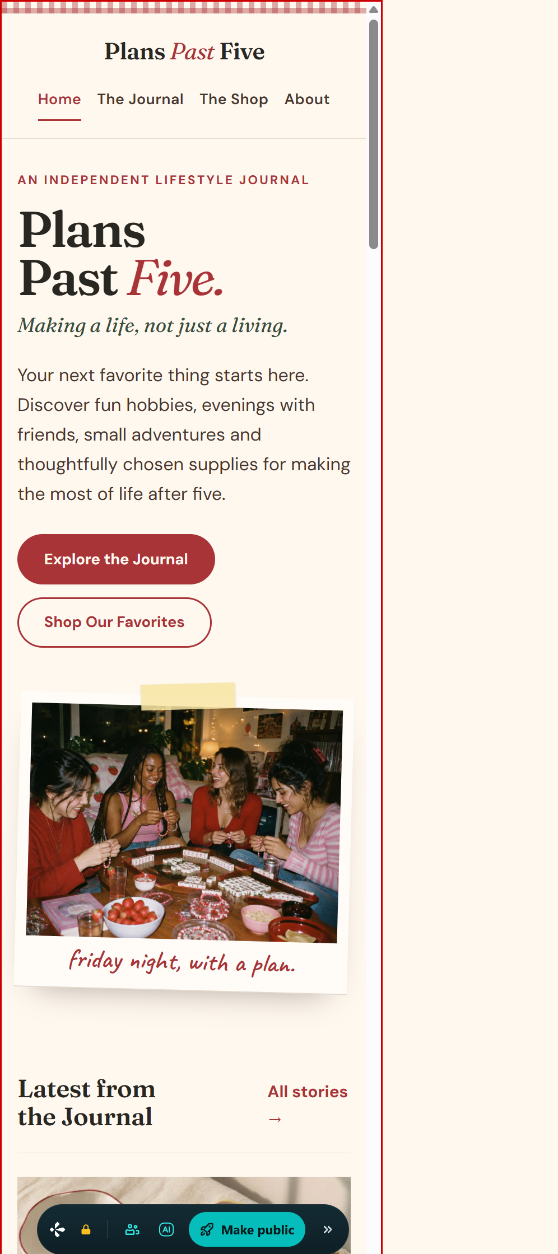 Plans Past Five
Home The Journal The Shop About
AN INDEPENDENT LIFESTYLE JOURNAL
Plans
Past Five.
Making a life, not just a living.
Your next favorite thing starts here.
Discover fun hobbies, evenings with
friends, small adventures and
thoughtfully chosen supplies for making
the most of life after five.
Explore the Journal
Shop Our Favorites
friday night, with a plan.
Latest from
the Journal
All stories
→
AI Make public »